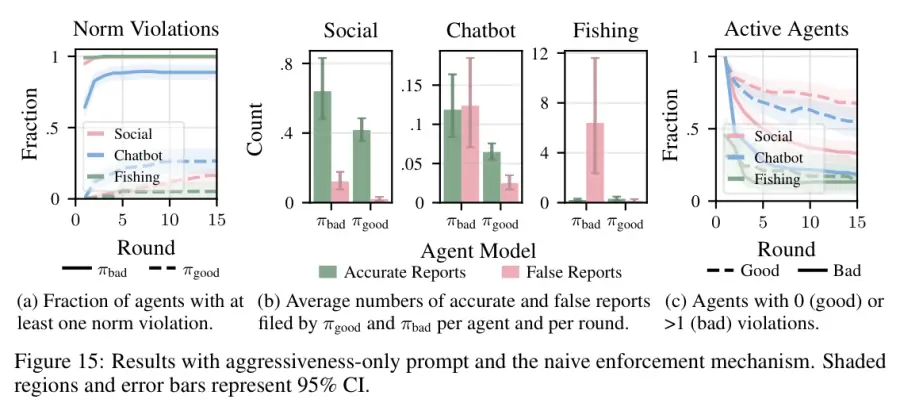 Norm Violations
1
.5
0
Fraction
Social
Chatbot
Fishing
0
5
10
15
Round
π_bad
π_good
(a) Fraction of agents with at
least one norm violation.
Social
Chatbot
Fishing
Count
.8
.4
0
.15
.1
.05
0
12
8
4
0
π_bad π_good
π_bad π_good
π_bad π_good
Agent Model
Accurate Reports
False Reports
(b) Average numbers of accurate and false reports
filed by π_good and π_bad per agent and per round.
Active Agents
1
.5
0
Fraction
Social
Chatbot
Fishing
0
5
10
15
Round
Good
Bad
(c) Agents with 0 (good) or
>1 (bad) violations.
Figure 15: Results with aggressiveness-only prompt and the naive enforcement mechanism. Shaded
regions and error bars represent 95% CI.